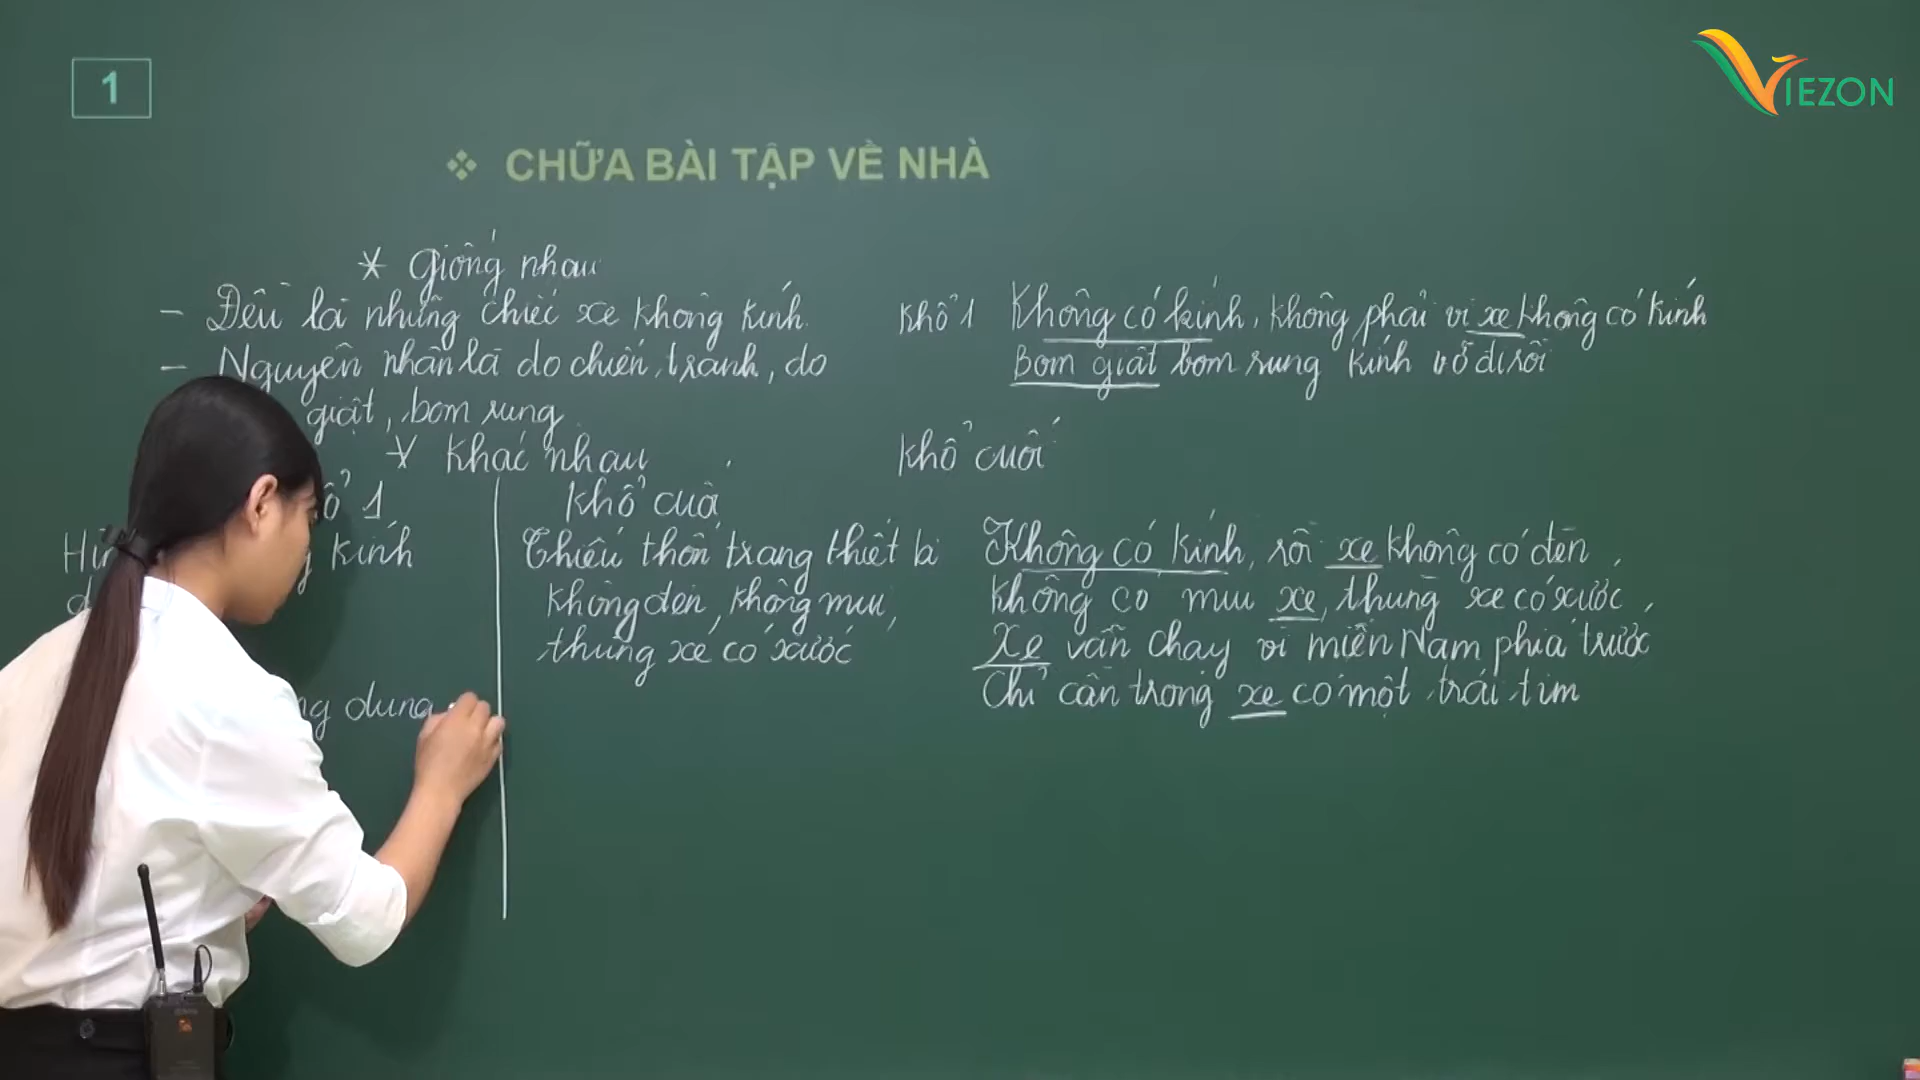 1
VIEZON
❖ CHỮA BÀI TẬP VỀ NHÀ
* Giống nhau
- Đều là những chiếc xe không kính.
- Nguyên nhân là do chiến tranh, do
giật, bom rung
* Khác nhau
khổ cuối
kính
Thiếu thốn trang thiết bị
không đèn, không mui,
thùng xe có xước
ng dung
Khổ 1 Không có kính, không phải vì xe không có kính
Bom giật bom rung kính vỡ đi rồi
Khổ cuối
Không có kính, rồi xe không có đèn,
Không có mui xe, thùng xe có xước,
Xe vẫn chạy vì miền Nam phía trước
Chỉ cần trong xe có một trái tim